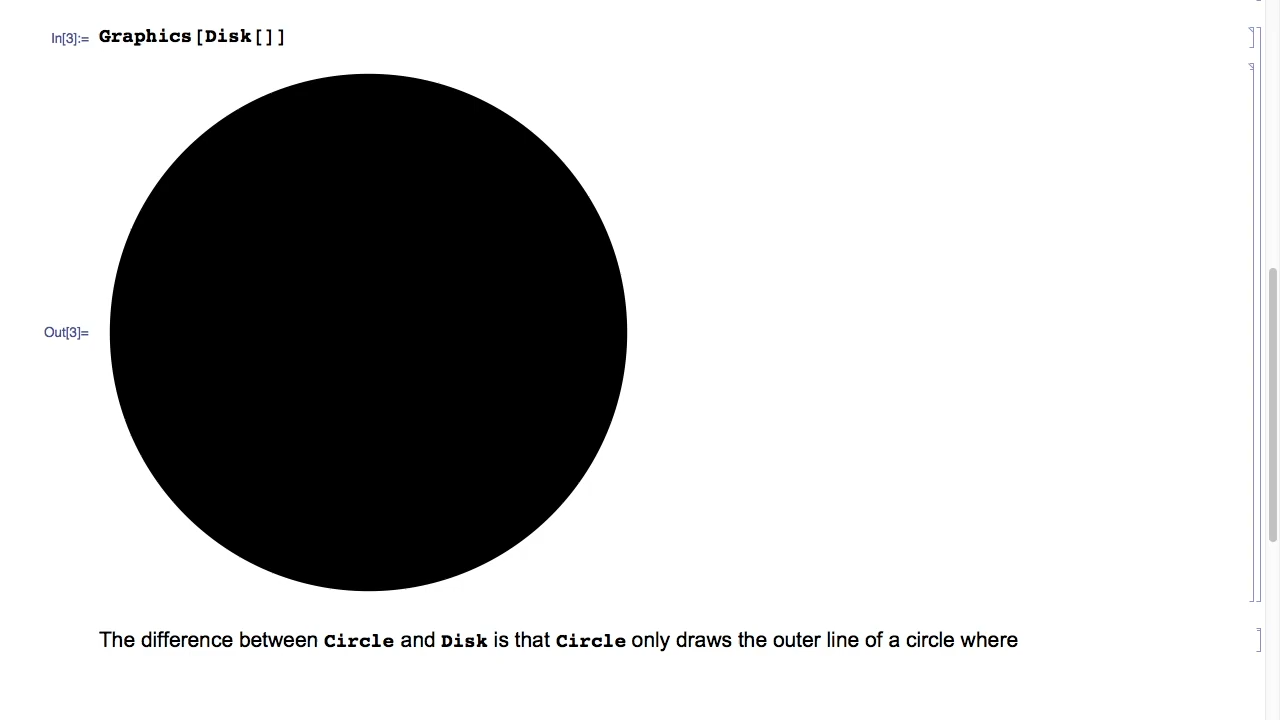 In[3]:= Graphics[Disk[]]
Out[3]=
The difference between Circle and Disk is that Circle only draws the outer line of a circle where